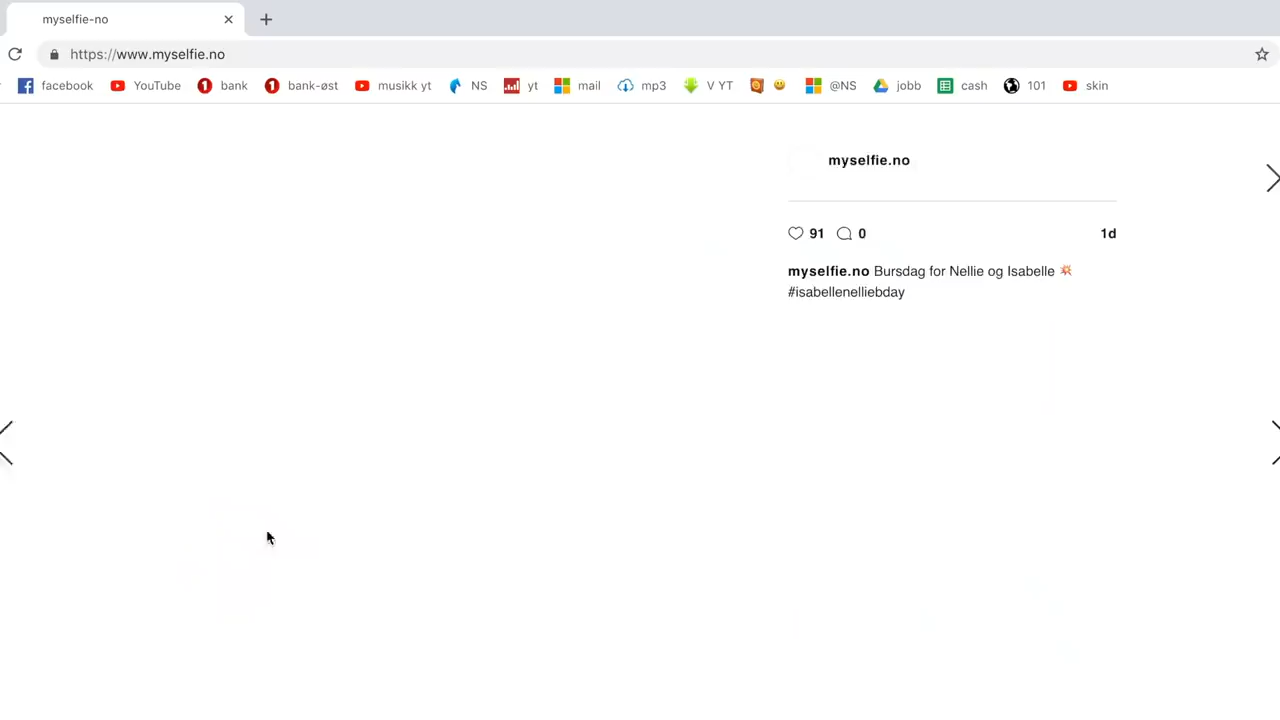 myselfie-no
https://www.myselfie.no
facebook YouTube bank bank-øst musikk yt NS yt mail mp3 V YT @NS jobb cash 101 skin
myselfie.no
91 0 1d
myselfie.no Bursdag for Nellie og Isabelle 💥
#isabellenelliebday